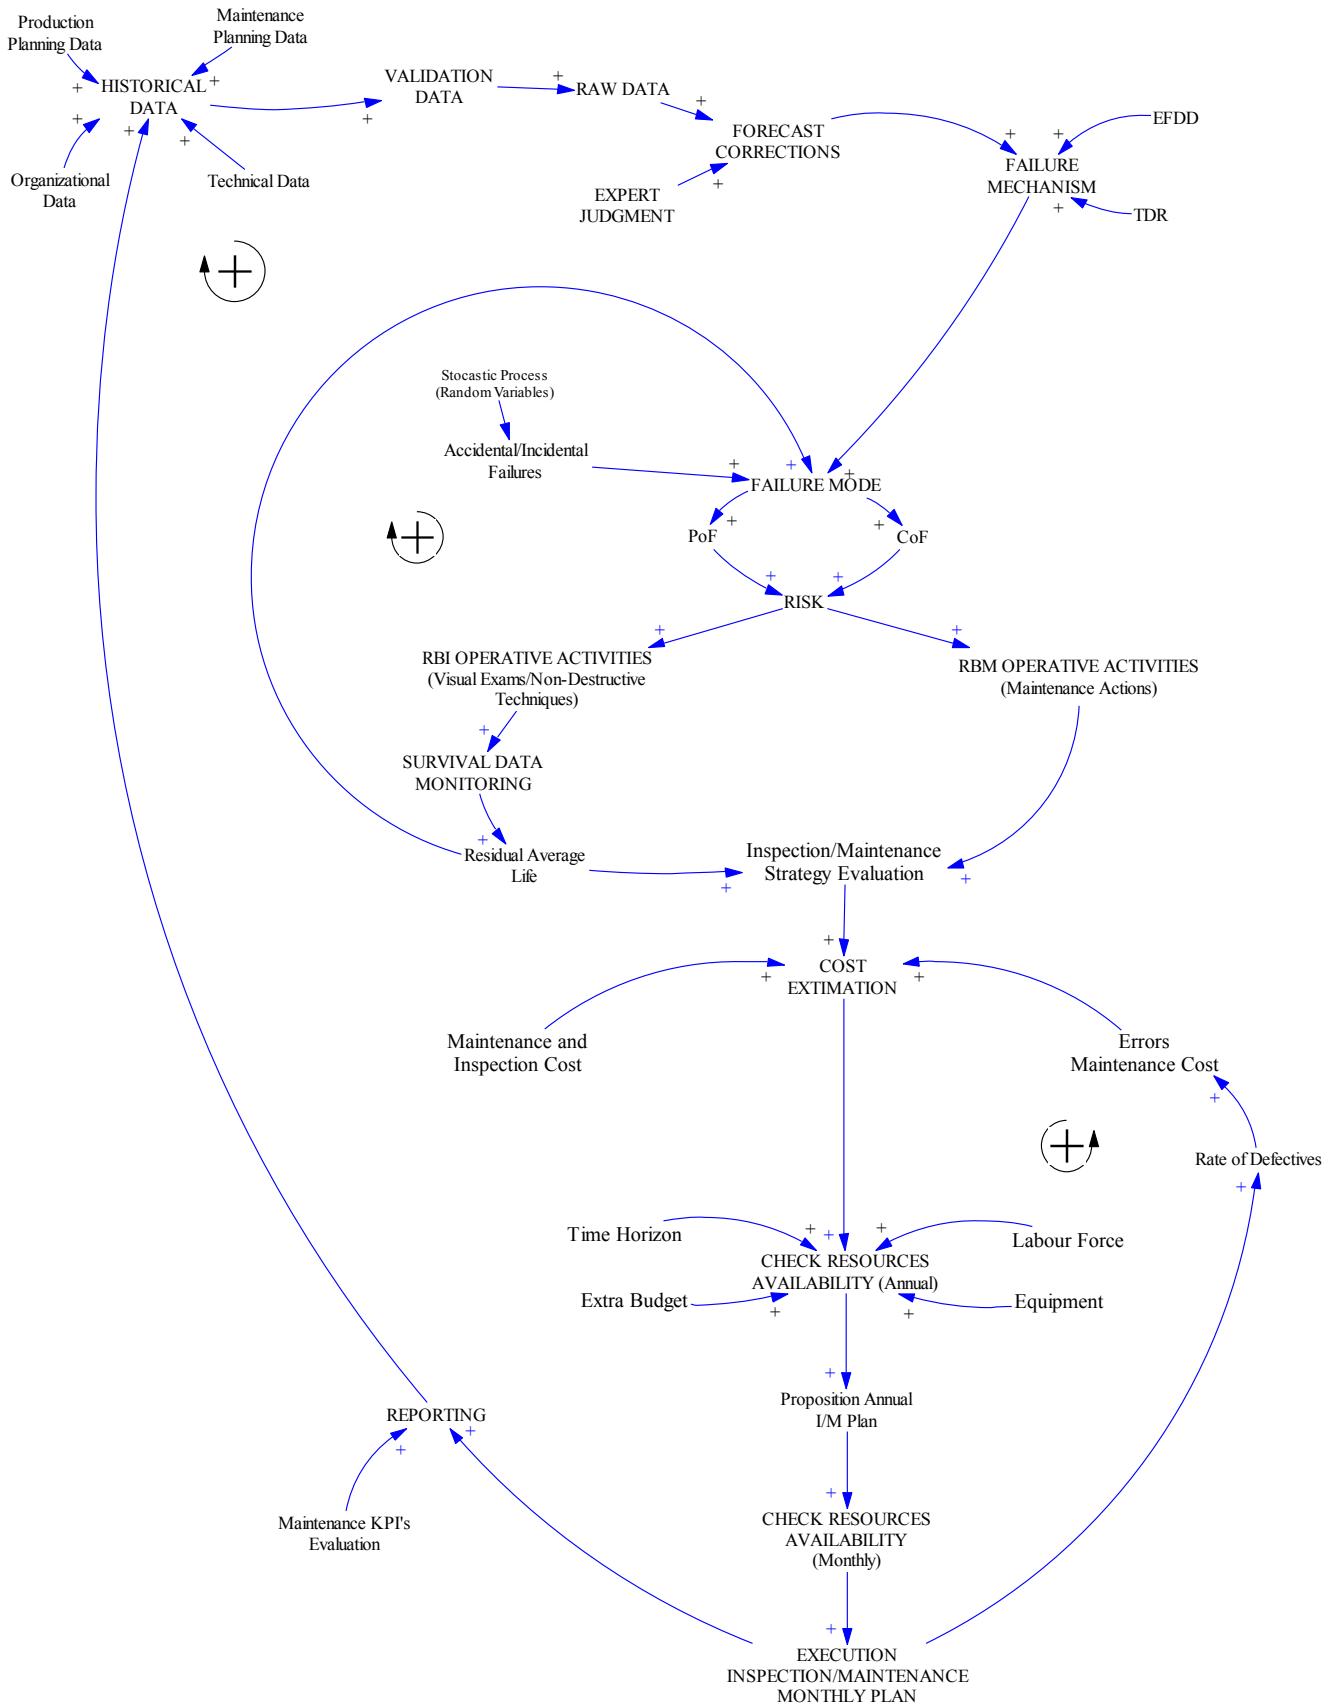 Production
Planning Data
Maintenance
Planning Data
HISTORICAL
DATA
Organizational
Data
Technical Data
VALIDATION
DATA
RAW DATA
FORECAST
CORRECTIONS
EXPERT
JUDGMENT
EFDD
FAILURE
MECHANISM
TDR
Stocastic Process
(Random Variables)
Accidental/Incidental
Failures
FAILURE MODE
PoF
CoF
RISK
RBI OPERATIVE ACTIVITIES
(Visual Exams/Non-Destructive
Techniques)
RBM OPERATIVE ACTIVITIES
(Maintenance Actions)
SURVIVAL DATA
MONITORING
Residual Average
Life
Inspection/Maintenance
Strategy Evaluation
COST
EXTIMATION
Maintenance and
Inspection Cost
Errors
Maintenance Cost
Rate of Defectives
Time Horizon
Labour Force
CHECK RESOURCES
AVAILABILITY (Annual)
Extra Budget
Equipment
Proposition Annual
I/M Plan
REPORTING
Maintenance KPI's
Evaluation
CHECK RESOURCES
AVAILABILITY
(Monthly)
EXECUTION
INSPECTION/MAINTENANCE
MONTHLY PLAN